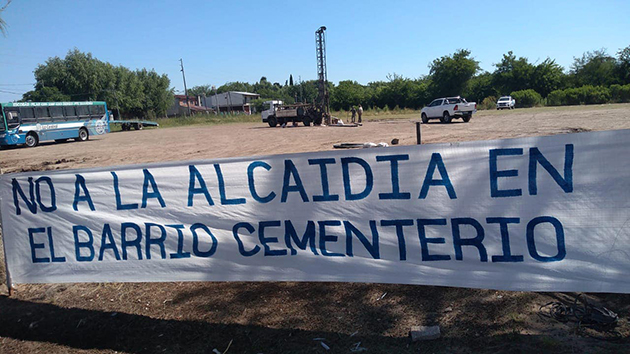 NO A LA ALCAIDIA EN
EL BARRIO CEMENTERIO